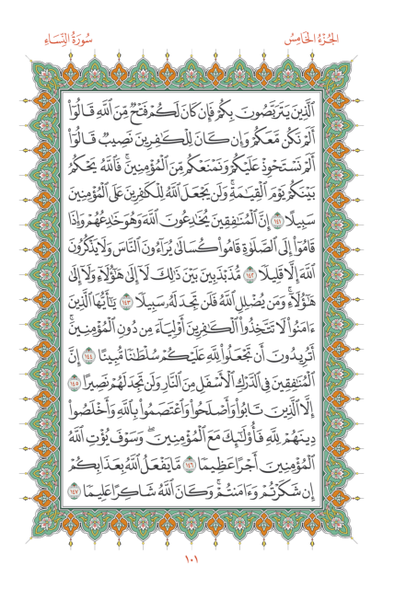 سُورَةُ النِّسَاءِ
الجُزْءُ الخَامِسُ
ٱلَّذِينَ يَتَرَبَّصُونَ بِكُمْ فَإِن كَانَ لَكُمْ فَتْحٌ مِّنَ ٱللَّهِ قَالُوٓا۟
أَلَمْ نَكُن مَّعَكُمْ وَإِن كَانَ لِلْكَٰفِرِينَ نَصِيبٌ قَالُوٓا۟
أَلَمْ نَسْتَحْوِذْ عَلَيْكُمْ وَنَمْنَعْكُم مِّنَ ٱلْمُؤْمِنِينَ ۚ فَٱللَّهُ يَحْكُمُ
بَيْنَكُمْ يَوْمَ ٱلْقِيَٰمَةِ ۗ وَلَن يَجْعَلَ ٱللَّهُ لِلْكَٰفِرِينَ عَلَى ٱلْمُؤْمِنِينَ
سَبِيلًا ١٤١ إِنَّ ٱلْمُنَٰفِقِينَ يُخَٰدِعُونَ ٱللَّهَ وَهُوَ خَٰدِعُهُمْ وَإِذَا
قَامُوٓا۟ إِلَى ٱلصَّلَوٰةِ قَامُوا۟ كُسَالَىٰ يُرَآءُونَ ٱلنَّاسَ وَلَا يَذْكُرُونَ
ٱللَّهَ إِلَّا قَلِيلًا ١٤٢ مُّذَبْذَبِينَ بَيْنَ ذَٰلِكَ لَآ إِلَىٰ هَٰٓؤُلَآءِ وَلَآ إِلَىٰ
هَٰٓؤُلَآءِ ۚ وَمَن يُضْلِلِ ٱللَّهُ فَلَن تَجِدَ لَهُۥ سَبِيلًا ١٤٣ يَٰٓأَيُّهَا ٱلَّذِينَ
ءَامَنُوا۟ لَا تَتَّخِذُوا۟ ٱلْكَٰفِرِينَ أَوْلِيَآءَ مِن دُونِ ٱلْمُؤْمِنِينَ ۚ
أَتُرِيدُونَ أَن تَجْعَلُوا۟ لِلَّهِ عَلَيْكُمْ سُلْطَٰنًا مُّبِينًا ١٤٤ إِنَّ
ٱلْمُنَٰفِقِينَ فِى ٱلدَّرْكِ ٱلْأَسْفَلِ مِنَ ٱلنَّارِ وَلَن تَجِدَ لَهُمْ نَصِيرًا ١٤٥
إِلَّا ٱلَّذِينَ تَابُوا۟ وَأَصْلَحُوا۟ وَٱعْتَصَمُوا۟ بِٱللَّهِ وَأَخْلَصُوا۟
دِينَهُمْ لِلَّهِ فَأُو۟لَٰٓئِكَ مَعَ ٱلْمُؤْمِنِينَ ۖ وَسَوْفَ يُؤْتِ ٱللَّهُ
ٱلْمُؤْمِنِينَ أَجْرًا عَظِيمًا ١٤٦ مَّا يَفْعَلُ ٱللَّهُ بِعَذَابِكُمْ
إِن شَكَرْتُمْ وَءَامَنتُمْ ۚ وَكَانَ ٱللَّهُ شَاكِرًا عَلِيمًا ١٤٧
١٠١